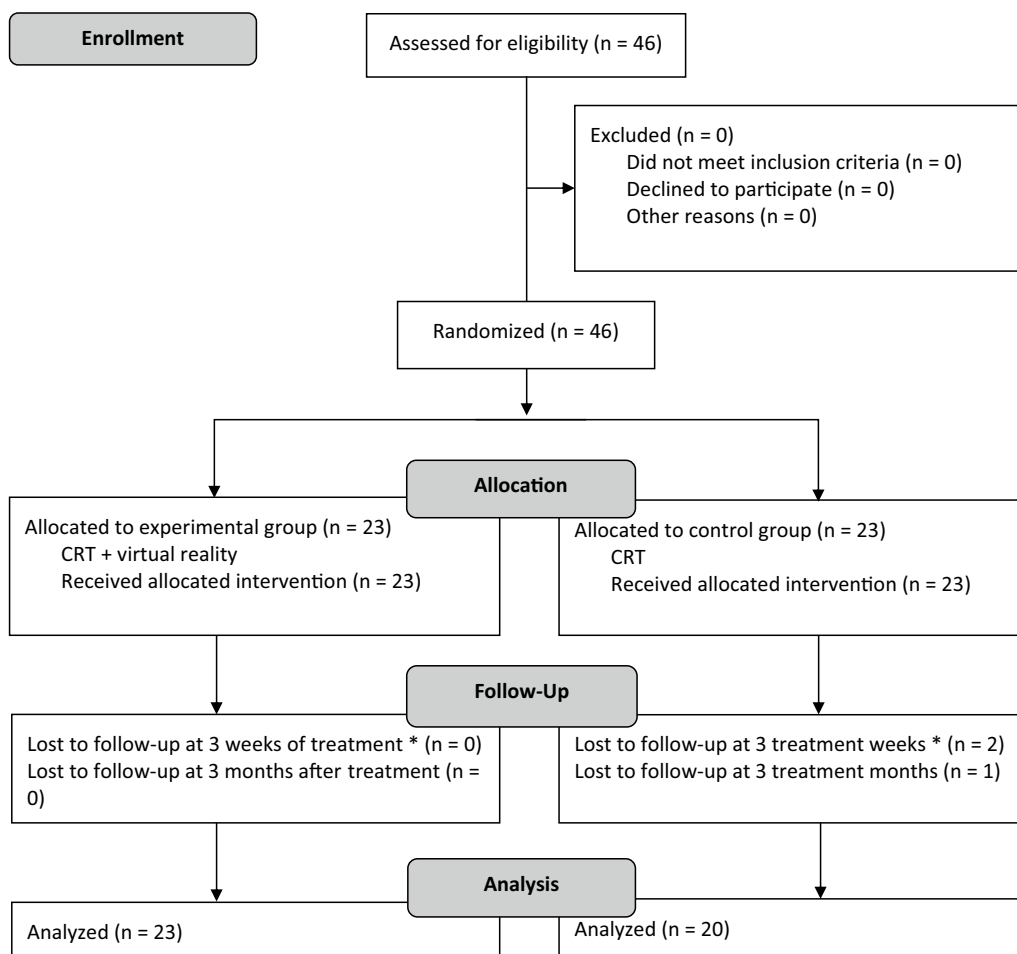 Enrollment
Assessed for eligibility (n = 46)
Excluded (n = 0)
Did not meet inclusion criteria (n = 0)
Declined to participate (n = 0)
Other reasons (n = 0)
Randomized (n = 46)
Allocation
Allocated to experimental group (n = 23)
CRT + virtual reality
Received allocated intervention (n = 23)
Allocated to control group (n = 23)
CRT
Received allocated intervention (n = 23)
Follow-Up
Lost to follow-up at 3 weeks of treatment * (n = 0)
Lost to follow-up at 3 months after treatment (n =
0)
Lost to follow-up at 3 treatment weeks * (n = 2)
Lost to follow-up at 3 treatment months (n = 1)
Analysis
Analyzed (n = 23)
Analyzed (n = 20)